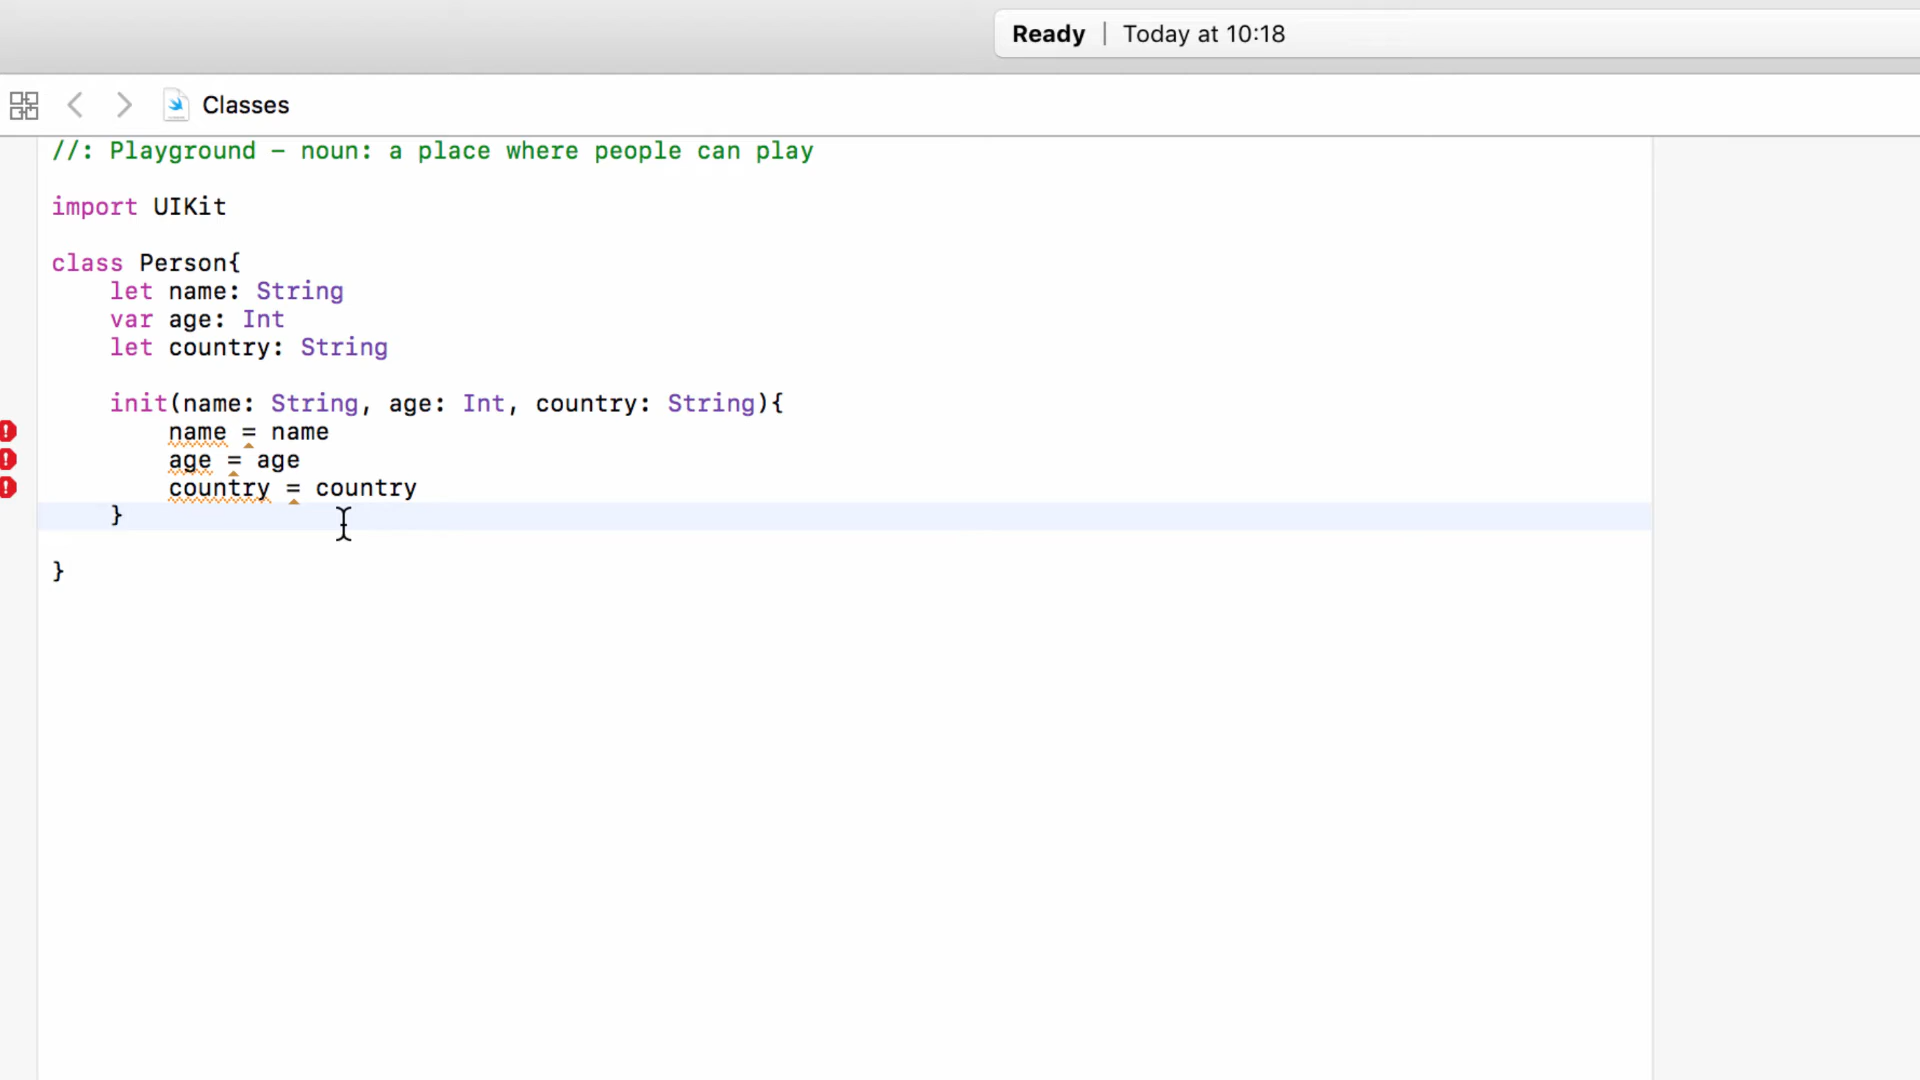 Ready | Today at 10:18
Classes
//: Playground – noun: a place where people can play
import UIKit
class Person{
let name: String
var age: Int
let country: String
init(name: String, age: Int, country: String){
name = name
age = age
country = country
}
}